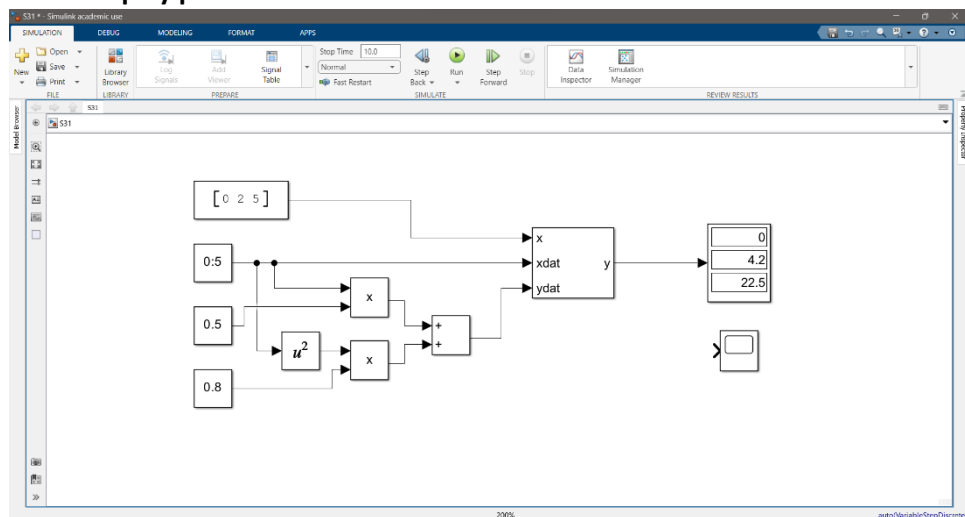 S31 * - Simulink academic use
SIMULATION DEBUG MODELING FORMAT APPS
New
Open
Save
Print
FILE
Library Browser
LIBRARY
Log Signals
Add Viewer
Signal Table
PREPARE
Stop Time 10.0
Normal
Fast Restart
Step Back
Run
Step Forward
Stop
SIMULATE
Data Inspector
Simulation Manager
REVIEW RESULTS
Model Browser
S31
S31
Property Inspector
[0 2 5]
0:5
0.5
u²
0.8
x
x
+
+
x
xdat
ydat
y
0
4.2
22.5
200%
auto(VariableStepDiscrete